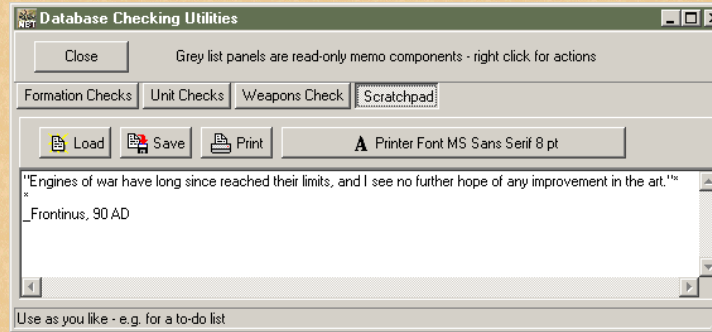 Database Checking Utilities
Close
Grey list panels are read-only memo components - right click for actions
Formation Checks Unit Checks Weapons Check Scratchpad
Load Save Print A Printer Font MS Sans Serif 8 pt
"Engines of war have long since reached their limits, and I see no further hope of any improvement in the art."*
*
_Frontinus, 90 AD
Use as you like - e.g. for a to-do list